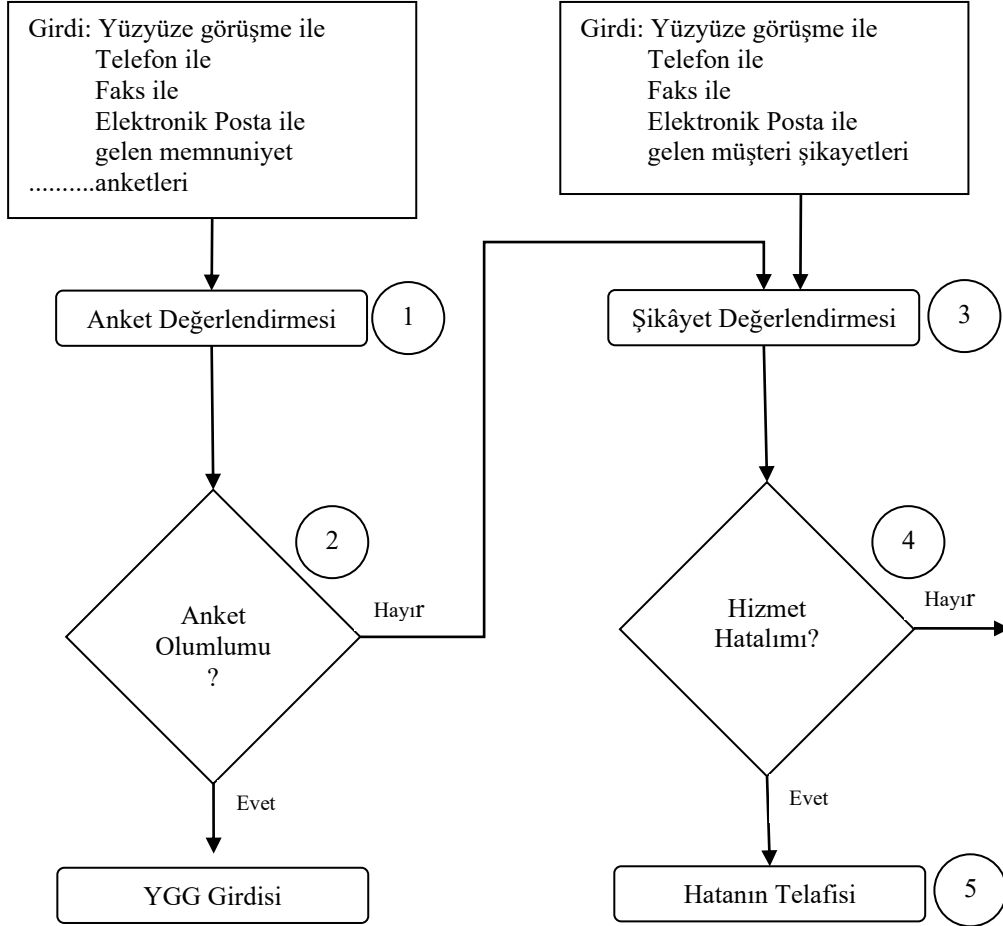 Girdi: Yüzyüze görüşme ile
Telefon ile
Faks ile
Elektronik Posta ile
gelen memnuniyet
..........anketleri
Girdi: Yüzyüze görüşme ile
Telefon ile
Faks ile
Elektronik Posta ile
gelen müşteri şikayetleri
Anket Değerlendirmesi
1
Şikâyet Değerlendirmesi
3
2
Anket
Olumlumu
?
Hayır
4
Hizmet
Hatalımı?
Hayır
Evet
Evet
YGG Girdisi
Hatanın Telafisi
5